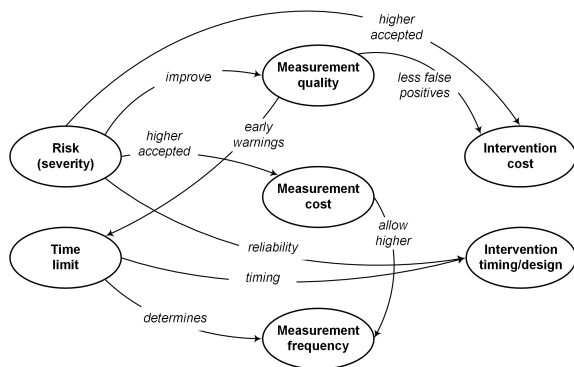 higher
accepted
Measurement
quality
improve
less false
positives
early
warnings
higher
accepted
Risk
(severity)
Intervention
cost
Measurement
cost
allow
higher
reliability
Time
limit
Intervention
timing/design
timing
determines
Measurement
frequency